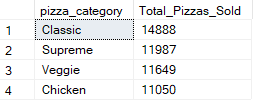 pizza_category Total_Pizzas_Sold
1 Classic 14888
2 Supreme 11987
3 Veggie 11649
4 Chicken 11050